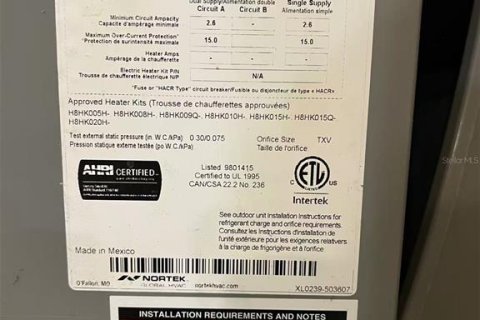 Dual Supply/Alimentation double Single Supply
Circuit A Circuit B Alimentation simple
Minimum Circuit Ampacity
Capacité d'ampérage minimale 2.6 - 2.6
Maximum Over-Current Protection*
*Protection de surintensité maximale 15.0 - 15.0
Heater Amps
Ampérage de la chaufferette - - -
Electric Heater Kit P/N
Trousse de chaufferette électrique N/P N/A
*Fuse or "HACR Type" circuit breaker/Fusible ou disjoncteur de type « HACR»
Approved Heater Kits (Trousse de chaufferettes approuvées)
H8HK005H- H8HK008H- H8HK009Q- H8HK010H- H8HK015H- H8HK015Q-
H8HK020H-
Test external static pressure (in. W.C./kPa) 0.30/0.075 Orifice Size TXV
Pression statique externe testée (po W.C./kPa) Taille de l'orifice
AHRI CERTIFIED
Listed 9801415
Certified to UL 1995
CAN/CSA 22.2 No. 236
ETL
Intertek
See outdoor unit Installation Instructions for
refrigerant charge and orifice requirements.
Consultez les Instructions d'installation de
l'unité extérieure pour les exigences relatives
à la charge de frigorigène et à l'orifice.
Made in Mexico
O'Fallon, MO NORTEK
GLOBAL HVAC nortekhvac.com XL0239-503607
INSTALLATION REQUIREMENTS AND NOTES
Stellar MLS